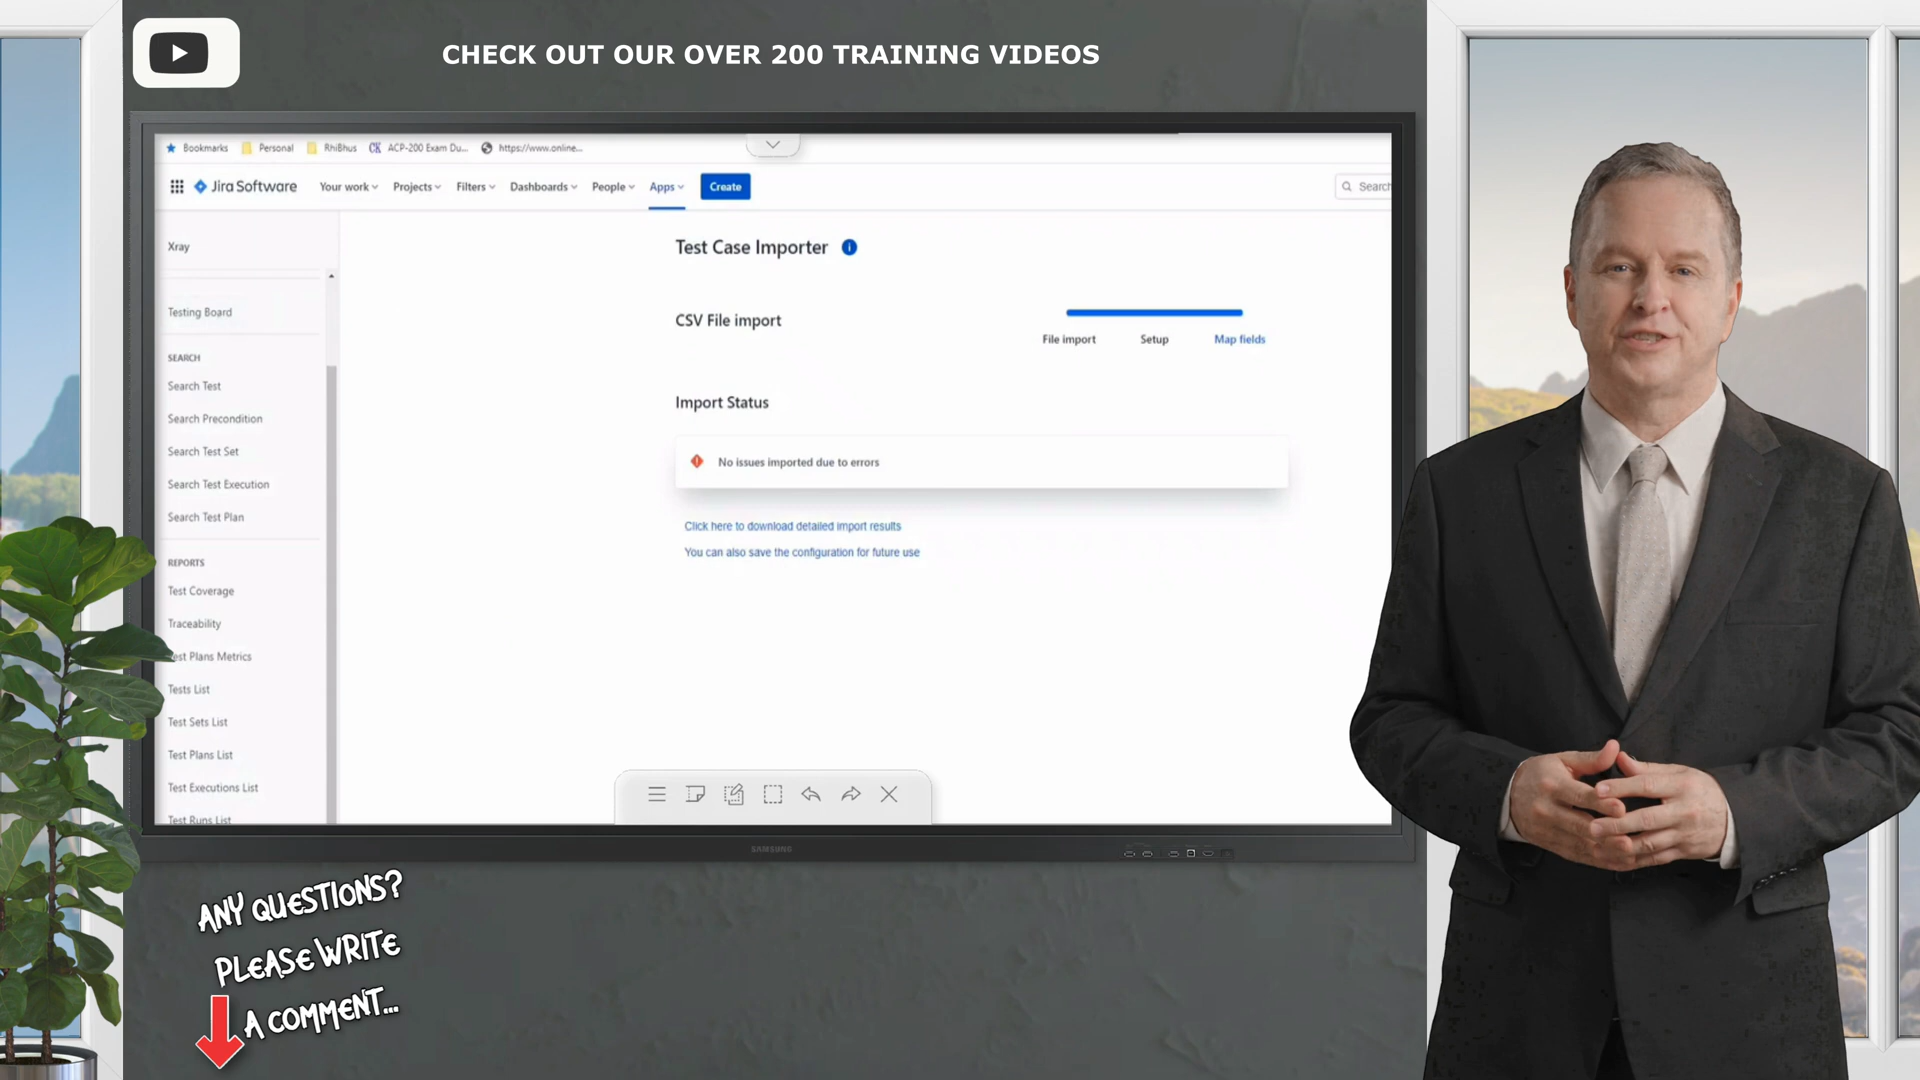 CHECK OUT OUR OVER 200 TRAINING VIDEOS
Bookmarks Personal RhiBhus CK ACP-200 Exam Du... https://www.online...
Jira Software Your work Projects Filters Dashboards People Apps Create Search
Xray
Testing Board
SEARCH
Search Test
Search Precondition
Search Test Set
Search Test Execution
Search Test Plan
REPORTS
Test Coverage
Traceability
est Plans Metrics
Tests List
Test Sets List
Test Plans List
Test Executions List
Test Runs List
Test Case Importer
CSV File import
File import Setup Map fields
Import Status
No issues imported due to errors
Click here to download detailed import results
You can also save the configuration for future use
SAMSUNG
ANY QUESTIONS?
PLEASE WRITE
A COMMENT...